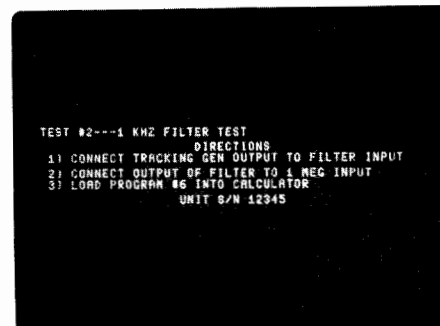 TEST #2---1 KHZ FILTER TEST
DIRECTIONS
1) CONNECT TRACKING GEN OUTPUT TO FILTER INPUT
2) CONNECT OUTPUT OF FILTER TO 1 MEG INPUT
3) LOAD PROGRAM #6 INTO CALCULATOR
UNIT S/N 12345